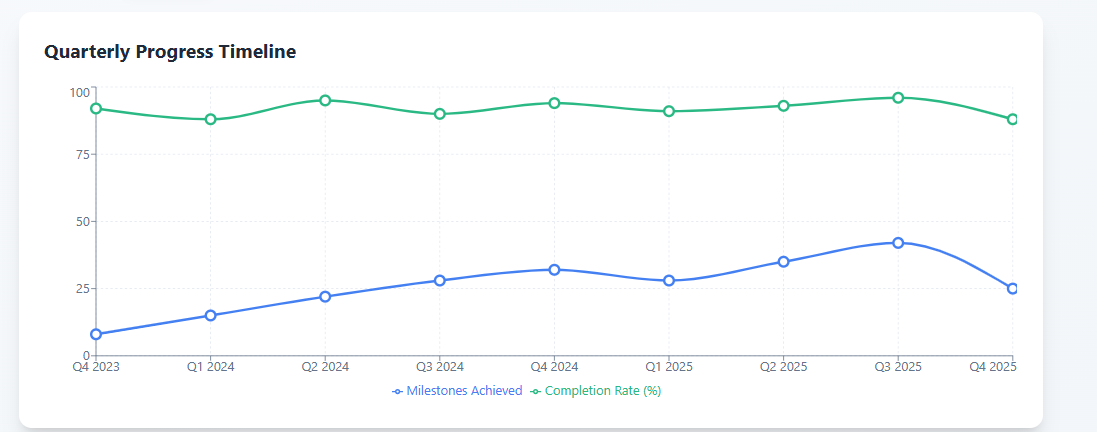 Quarterly Progress Timeline
100
75
50
25
0
Q4 2023 Q1 2024 Q2 2024 Q3 2024 Q4 2024 Q1 2025 Q2 2025 Q3 2025 Q4 2025
Milestones Achieved Completion Rate (%)